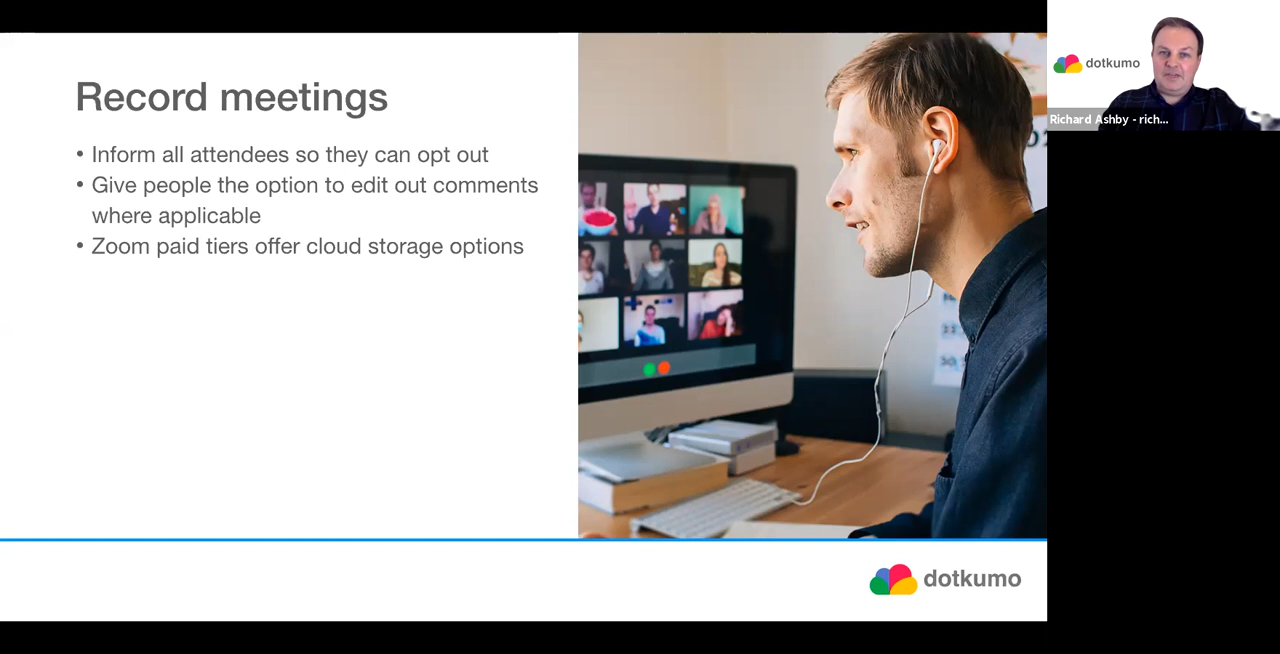 Record meetings
• Inform all attendees so they can opt out
• Give people the option to edit out comments
where applicable
• Zoom paid tiers offer cloud storage options
dotkumo
dotkumo
Richard Ashby - rich...